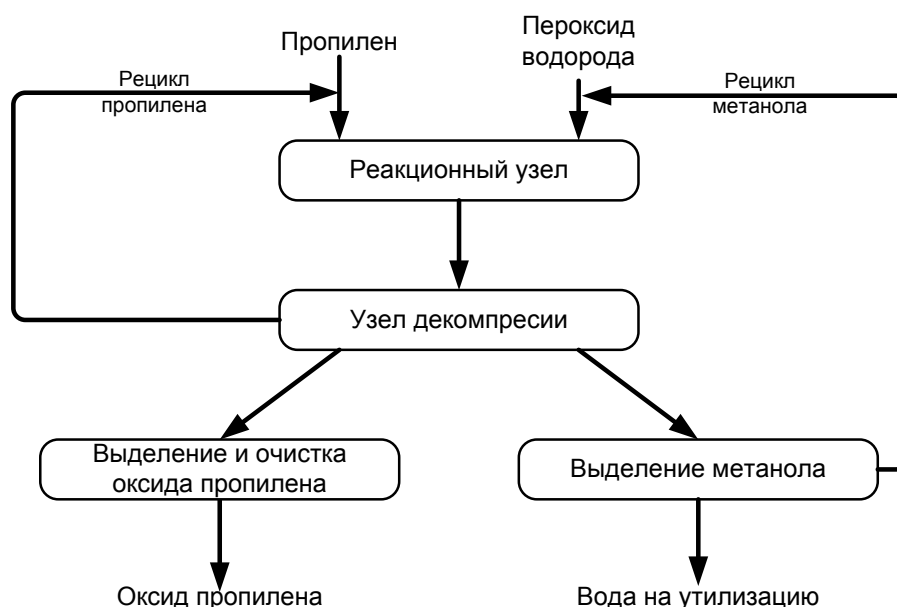 Пропилен
Пероксид
водорода
Рецикл
пропилена
Рецикл
метанола
Реакционный узел
Узел декомпресии
Выделение и очистка
оксида пропилена
Выделение метанола
Оксид пропилена
Вода на утилизацию